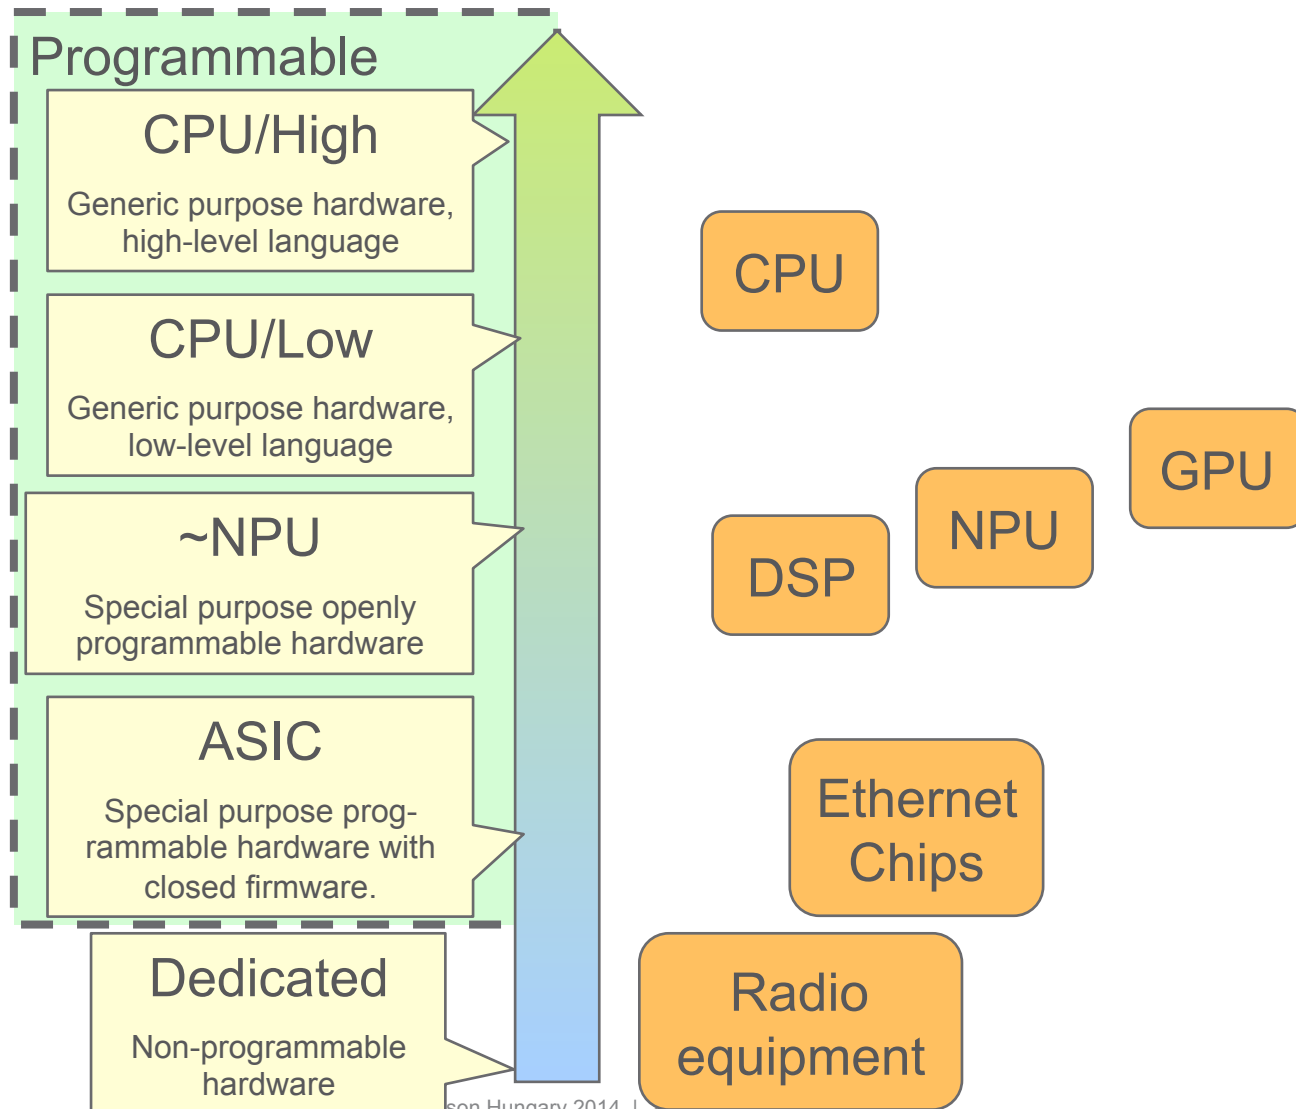 Programmable
CPU/High
Generic purpose hardware,
high-level language
CPU/Low
Generic purpose hardware,
low-level language
~NPU
Special purpose openly
programmable hardware
ASIC
Special purpose prog-
rammable hardware with
closed firmware.
Dedicated
Non-programmable
hardware
CPU
GPU
NPU
DSP
Ethernet
Chips
Radio
equipment
Hungary 2014 |